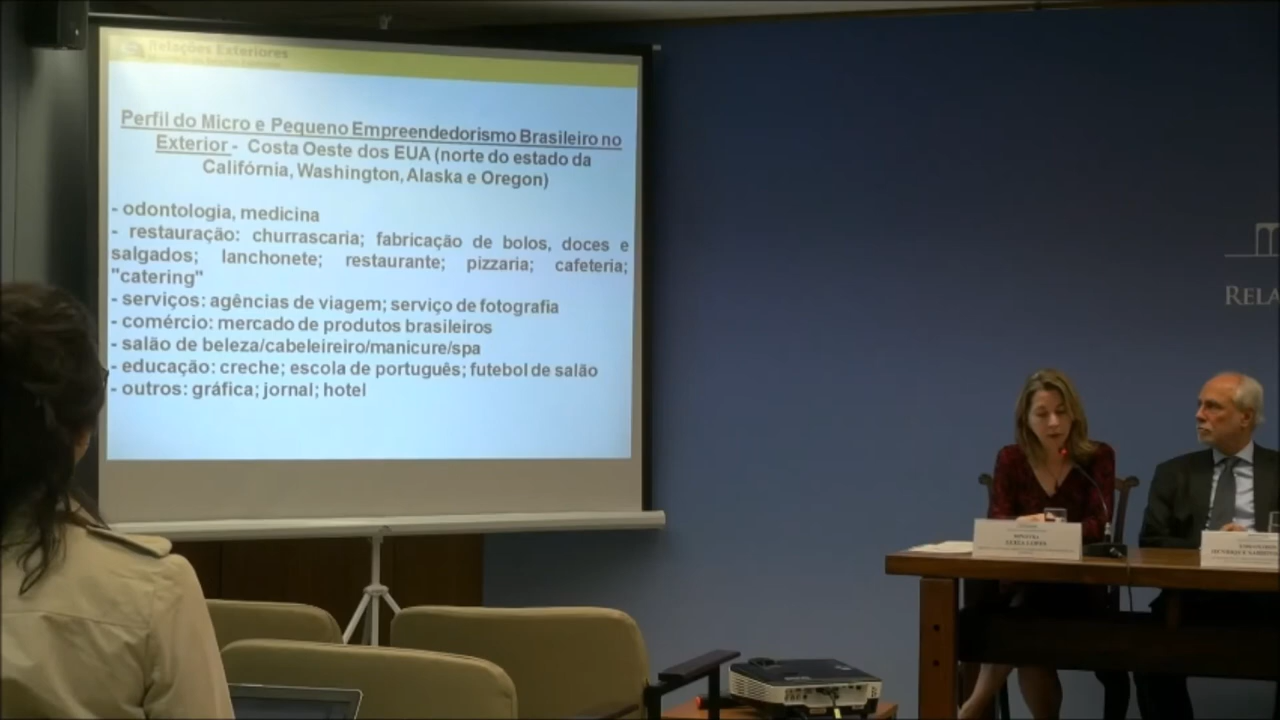 Relações Exteriores
Perfil do Micro e Pequeno Empreendedorismo Brasileiro no
Exterior - Costa Oeste dos EUA (norte do estado da
Califórnia, Washington, Alaska e Oregon)
- odontologia, medicina
- restauração: churrascaria; fabricação de bolos, doces e
salgados; lanchonete; restaurante; pizzaria; cafeteria;
"catering"
- serviços: agências de viagem; serviço de fotografia
- comércio: mercado de produtos brasileiros
- salão de beleza/cabeleireiro/manicure/spa
- educação: creche; escola de português; futebol de salão
- outros: gráfica; jornal; hotel
RELA